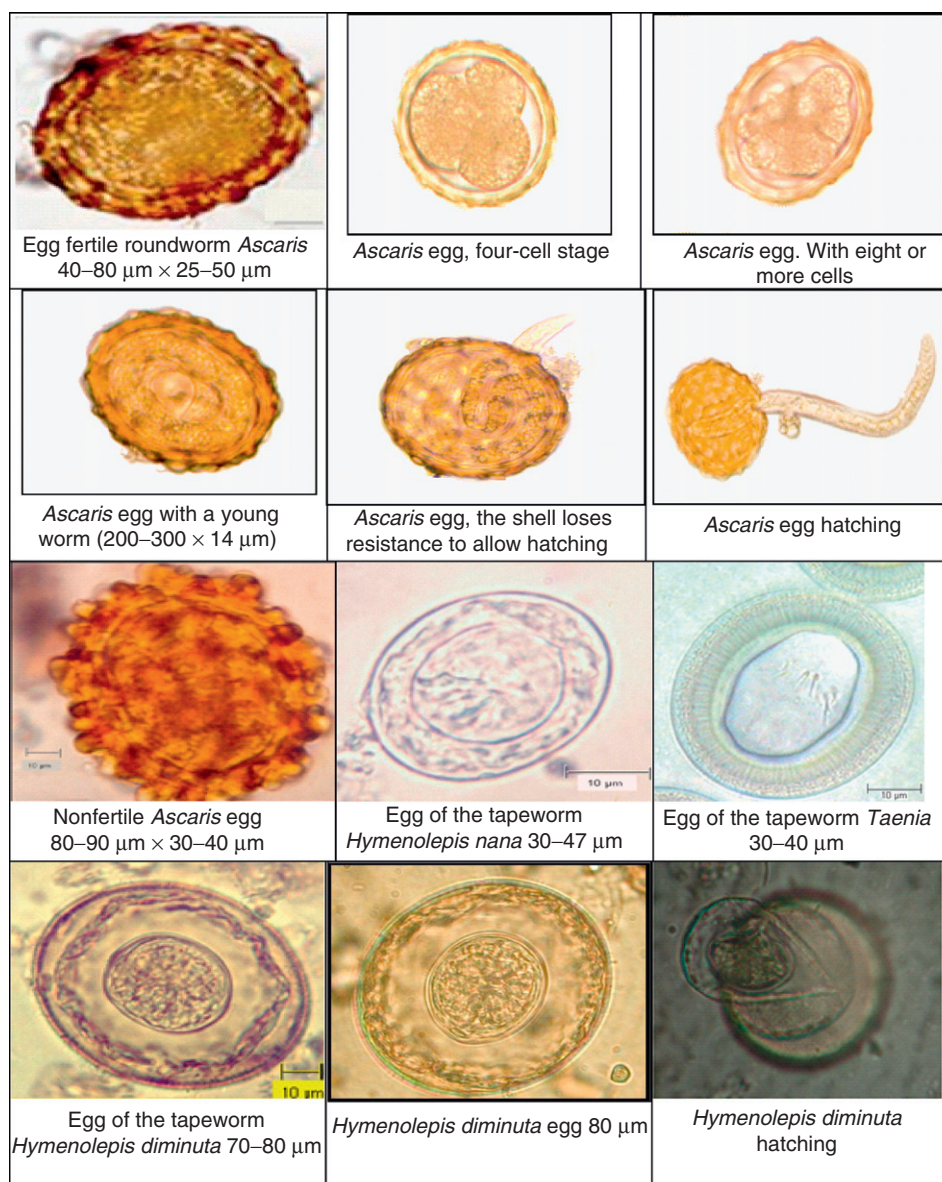 Egg fertile roundworm Ascaris
40–80 μm × 25–50 μm
Ascaris egg, four-cell stage
Ascaris egg. With eight or
more cells
Ascaris egg with a young
worm (200–300 × 14 μm)
Ascaris egg, the shell loses
resistance to allow hatching
Ascaris egg hatching
10 μm
Nonfertile Ascaris egg
80–90 μm × 30–40 μm
10 μm
Egg of the tapeworm
Hymenolepis nana 30–47 μm
10 μm
Egg of the tapeworm Taenia
30–40 μm
10 μm
Egg of the tapeworm
Hymenolepis diminuta 70–80 μm
Hymenolepis diminuta egg 80 μm
Hymenolepis diminuta
hatching